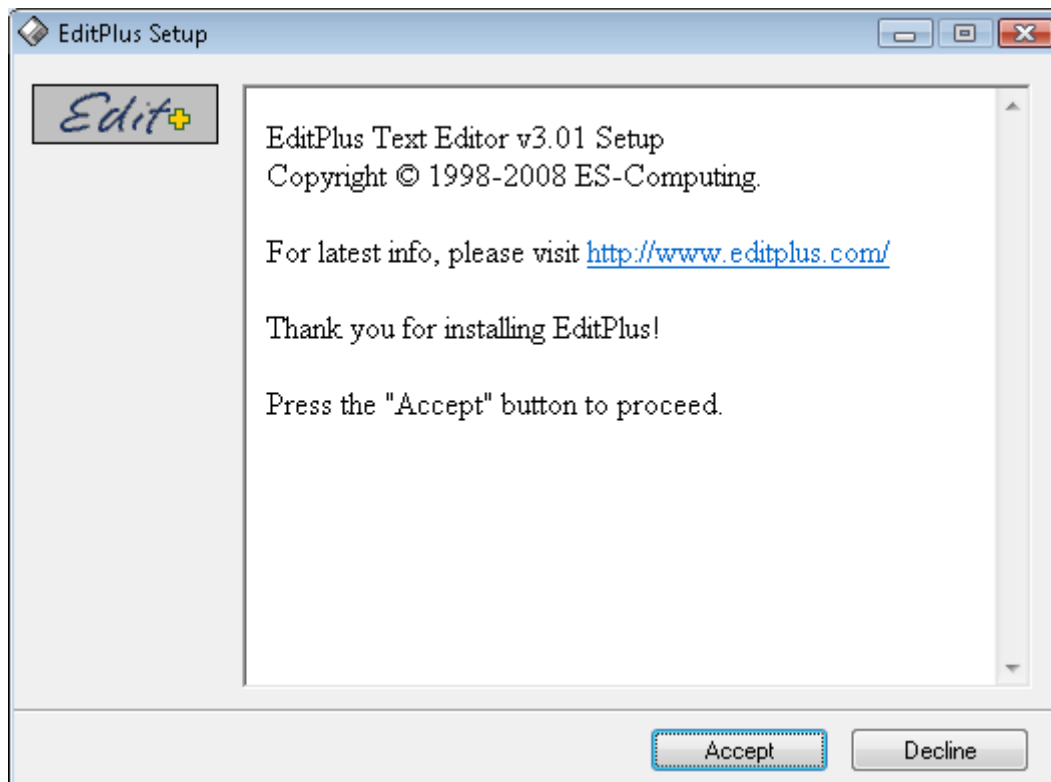 EditPlus Setup
Edit+
EditPlus Text Editor v3.01 Setup
Copyright © 1998-2008 ES-Computing.
For latest info, please visit http://www.editplus.com/
Thank you for installing EditPlus!
Press the "Accept" button to proceed.
Accept
Decline